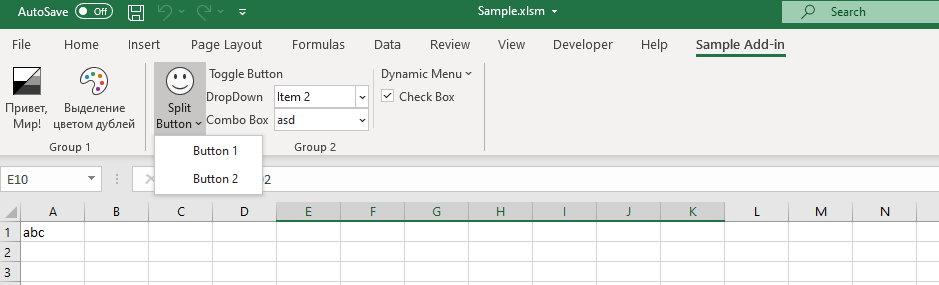 AutoSave Off Sample.xlsm Search
File Home Insert Page Layout Formulas Data Review View Developer Help Sample Add-in
Привет, Мир!
Выделение цветом дублей
Group 1
Split Button
Toggle Button
DropDown Item 2
Combo Box asd
Dynamic Menu
Check Box
Group 2
Button 1
Button 2
E10 02
A B C D E F G H I J K L M N
1 abc
2
3